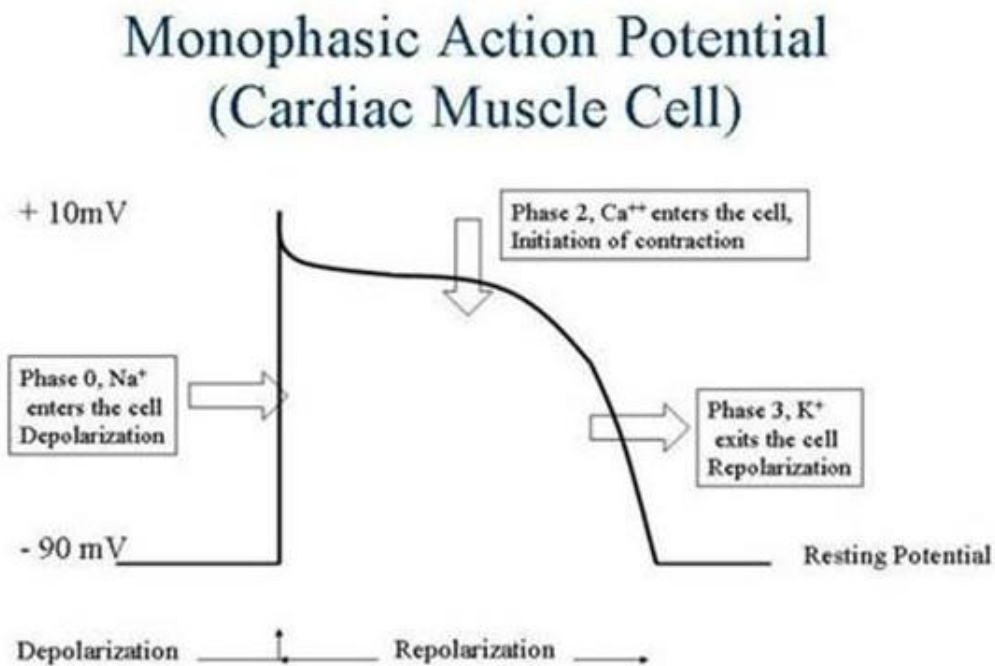 Monophasic Action Potential
(Cardiac Muscle Cell)
+ 10mV
Phase 2, Ca⁺⁺ enters the cell,
Initiation of contraction
Phase 0, Na⁺
enters the cell
Depolarization
Phase 3, K⁺
exits the cell
Repolarization
- 90 mV
Resting Potential
Depolarization
Repolarization